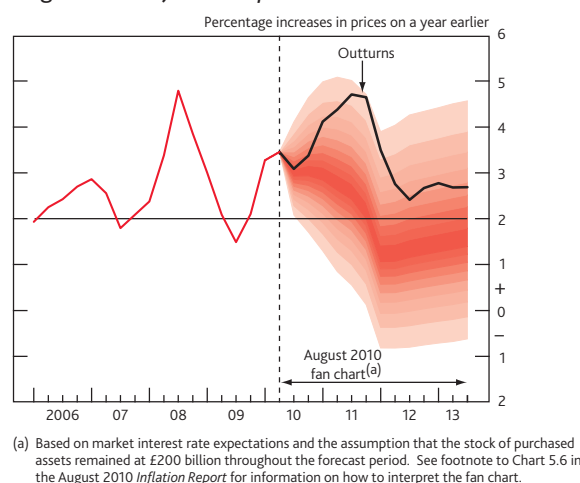 Percentage increases in prices on a year earlier
Outturns
6
5
4
3
2
1
+
0
–
1
2
August 2010
fan chart(a)
2006 07 08 09 10 11 12 13
(a) Based on market interest rate expectations and the assumption that the stock of purchased
assets remained at £200 billion throughout the forecast period. See footnote to Chart 5.6 in
the August 2010 Inflation Report for information on how to interpret the fan chart.